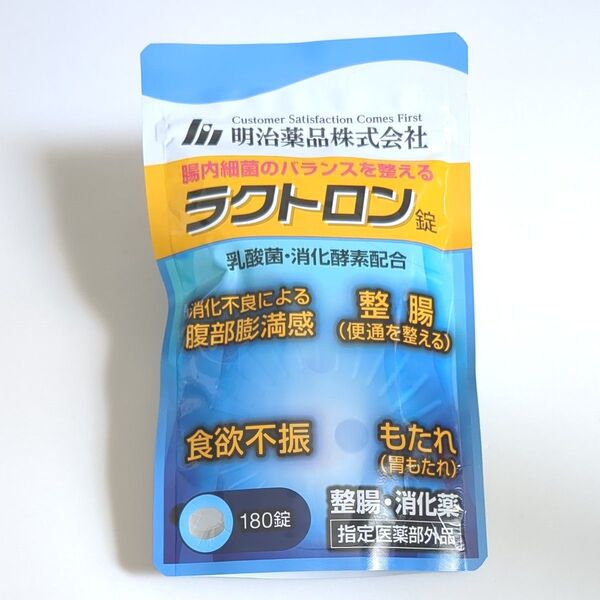 Customer Satisfaction Comes First
明治薬品株式会社
腸内細菌のバランスを整える
ラクトロン錠
乳酸菌・消化酵素配合
消化不良による
腹部膨満感
整腸
(便通を整える)
食欲不振
もたれ
(胃もたれ)
180錠
整腸・消化薬
指定医薬部外品